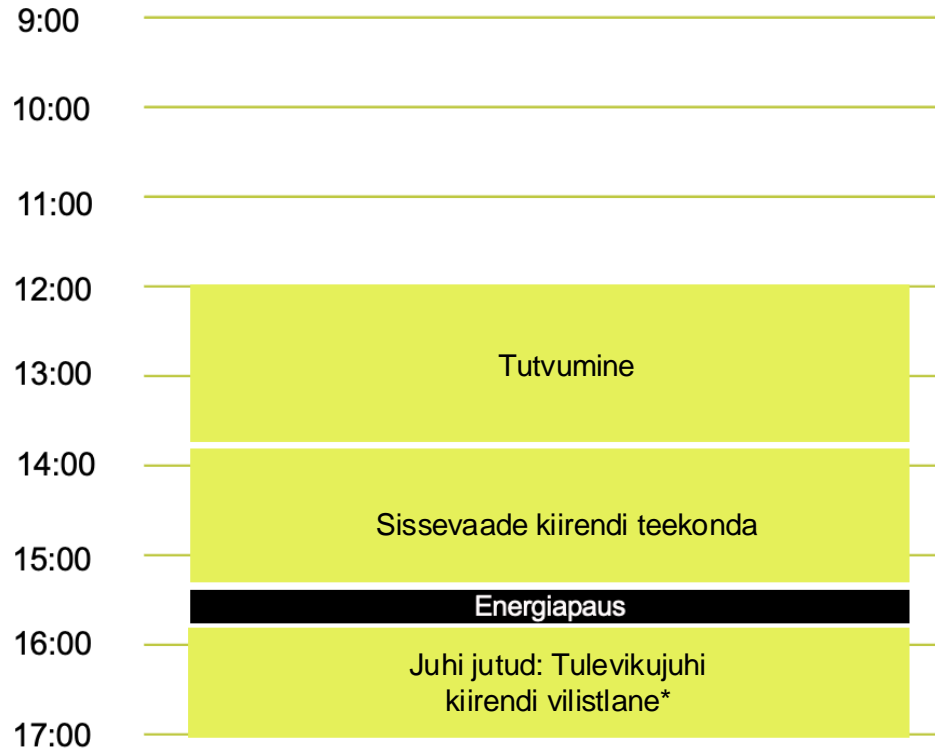 9:00
10:00
11:00
12:00
Tutvumine
13:00
14:00
Sissevaade kiirendi teekonda
15:00
Energiapaus
16:00
Juhi jutud: Tulevikujuhi
kiirendi vilistlane*
17:00